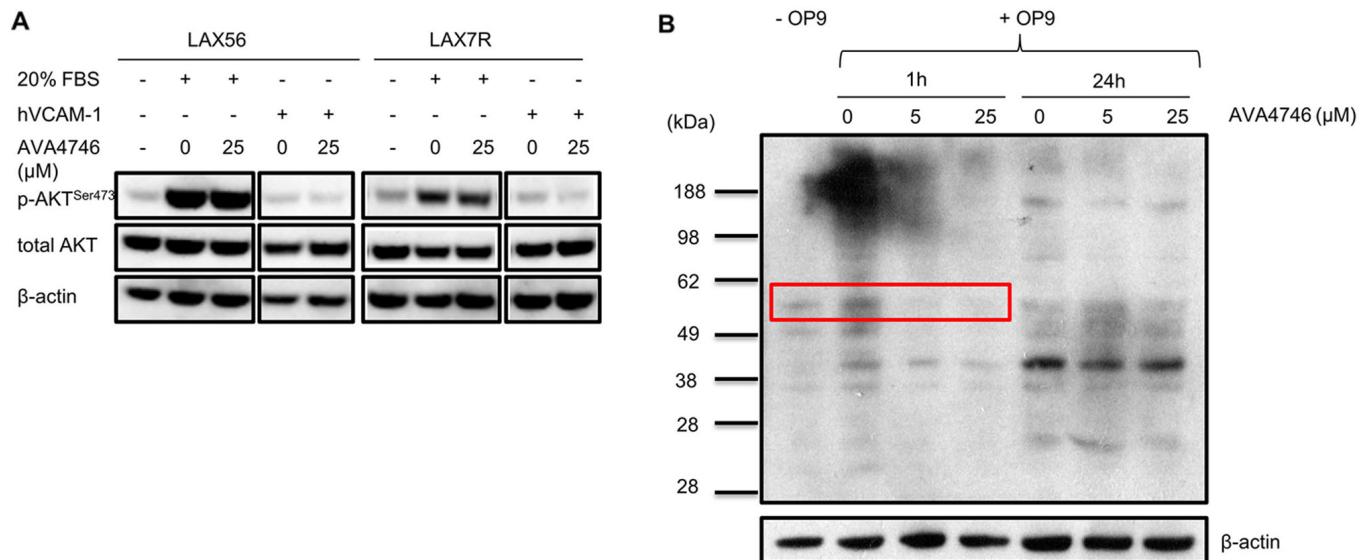 A
LAX56 LAX7R
20% FBS - + + - - - + + - -
hVCAM-1 - - - + + - - - + +
AVA4746 (µM) - 0 25 0 25 - 0 25 0 25
p-AKTSer473
total AKT
β-actin
B
- OP9 + OP9
1h 24h
(kDa) 0 5 25 0 5 25 AVA4746 (µM)
188
98
62
49
38
28
28
β-actin